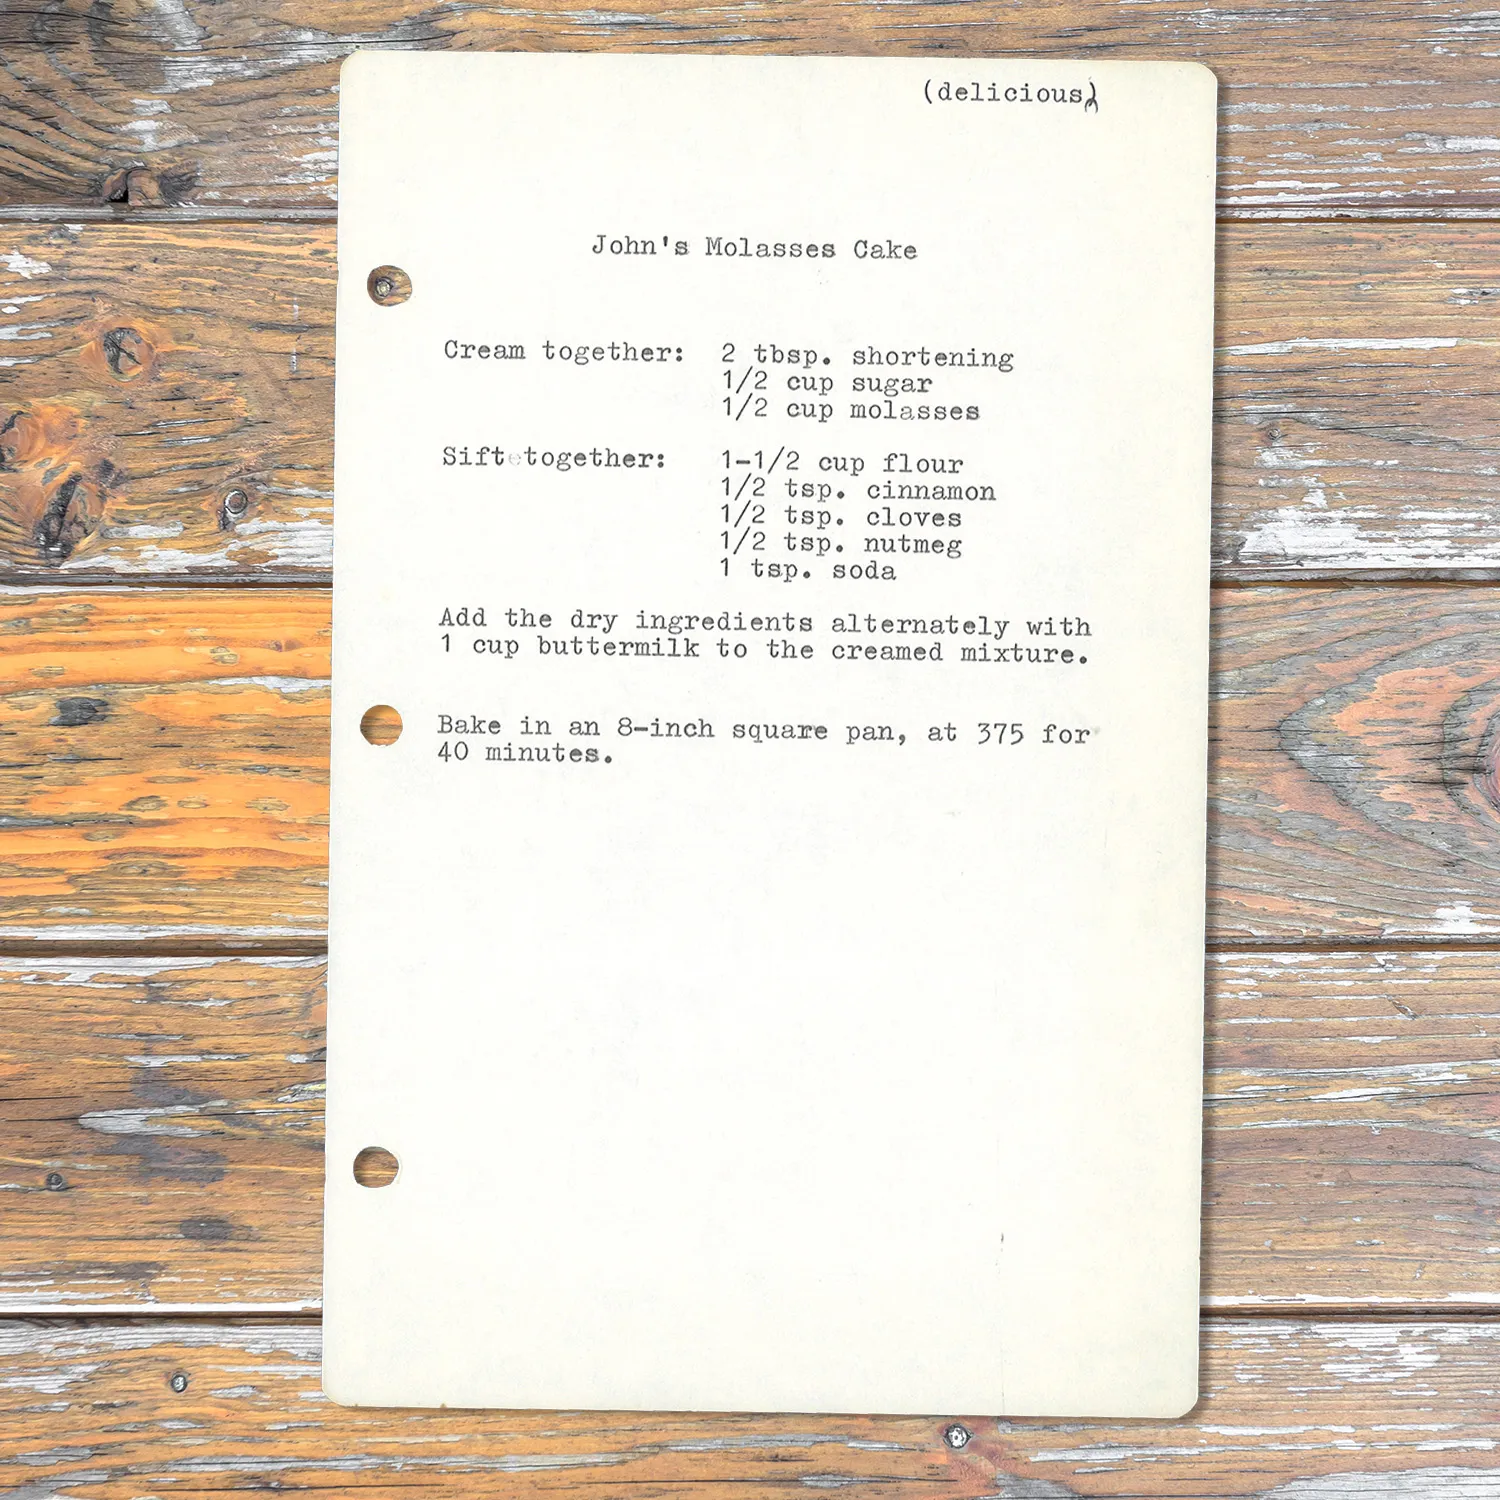 (delicious)
John's Molasses Cake
Cream together: 2 tbsp. shortening
1/2 cup sugar
1/2 cup molasses
Sift together: 1-1/2 cup flour
1/2 tsp. cinnamon
1/2 tsp. cloves
1/2 tsp. nutmeg
1 tsp. soda
Add the dry ingredients alternately with
1 cup buttermilk to the creamed mixture.
Bake in an 8-inch square pan, at 375 for
40 minutes.